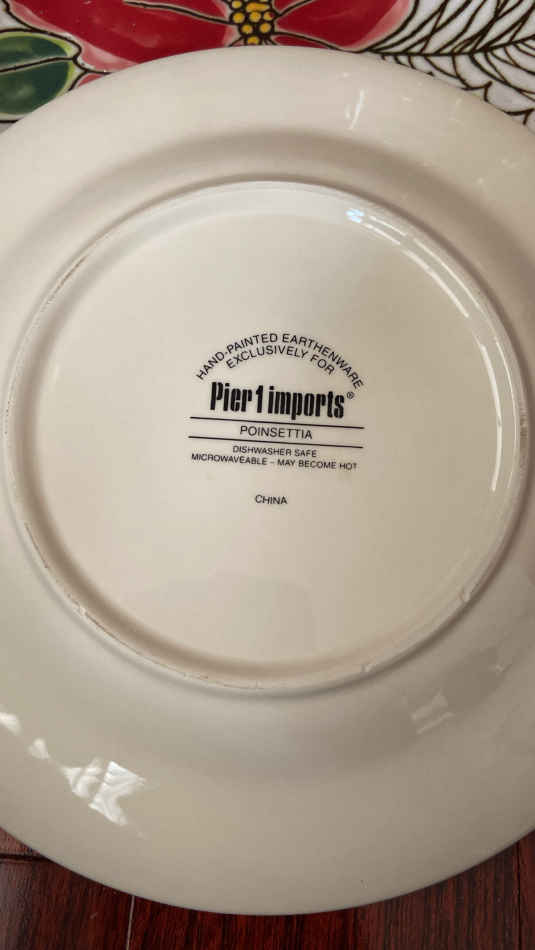 HAND-PAINTED EARTHENWARE
EXCLUSIVELY FOR
Pier 1 imports®
POINSETTIA
DISHWASHER SAFE
MICROWAVEABLE – MAY BECOME HOT
CHINA